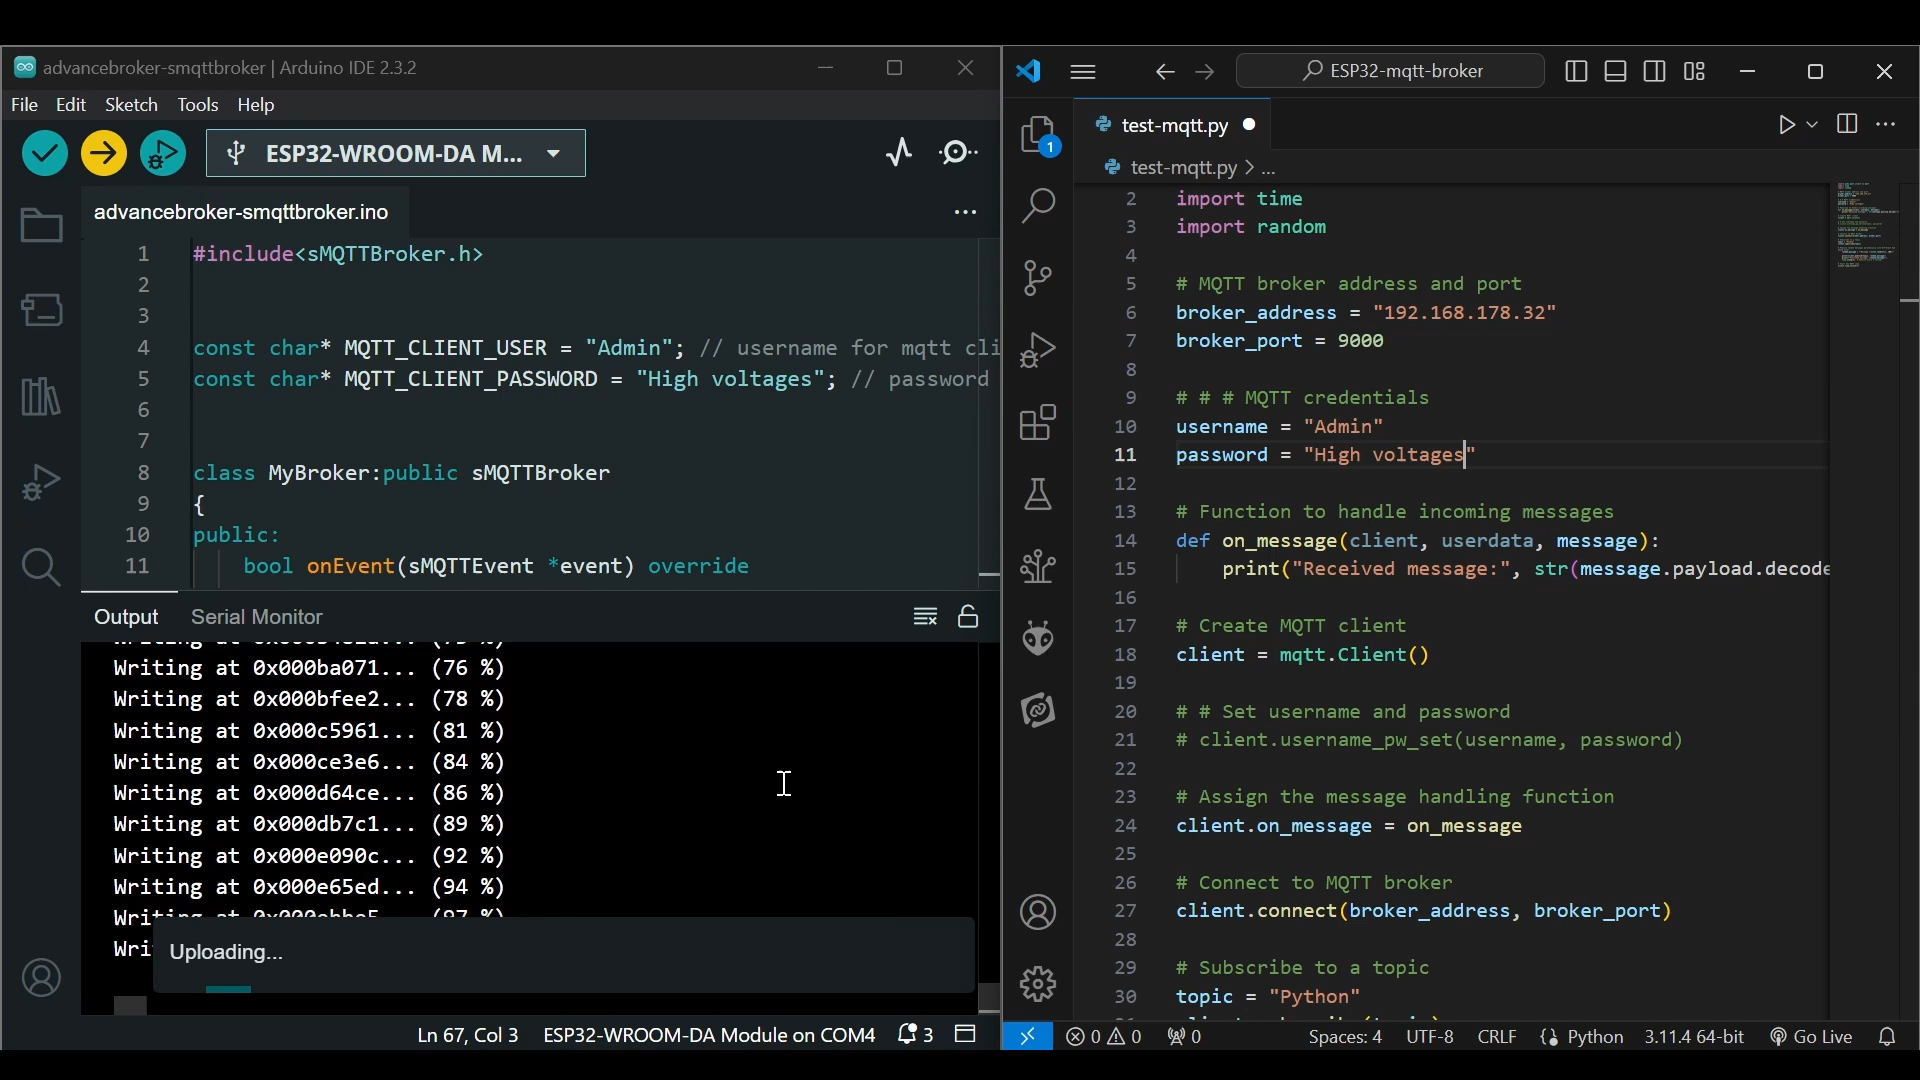 advancebroker-smqttbroker | Arduino IDE 2.3.2
File Edit Sketch Tools Help
ESP32-WROOM-DA M...
advancebroker-smqttbroker.ino
1 #include<sMQTTBroker.h>
2
3
4 const char* MQTT_CLIENT_USER = "Admin"; // username for mqtt cli
5 const char* MQTT_CLIENT_PASSWORD = "High voltages"; // password
6
7
8 class MyBroker:public sMQTTBroker
9 {
10 public:
11 bool onEvent(sMQTTEvent *event) override
Output Serial Monitor
Writing at 0x000ba071... (76 %)
Writing at 0x000bfee2... (78 %)
Writing at 0x000c5961... (81 %)
Writing at 0x000ce3e6... (84 %)
Writing at 0x000d64ce... (86 %)
Writing at 0x000db7c1... (89 %)
Writing at 0x000e090c... (92 %)
Writing at 0x000e65ed... (94 %)
Wri
Uploading...
Ln 67, Col 3 ESP32-WROOM-DA Module on COM4 3
ESP32-mqtt-broker
1
test-mqtt.py
test-mqtt.py > ...
2 import time
3 import random
4
5 # MQTT broker address and port
6 broker_address = "192.168.178.32"
7 broker_port = 9000
8
9 # # # MQTT credentials
10 username = "Admin"
11 password = "High voltages"
12
13 # Function to handle incoming messages
14 def on_message(client, userdata, message):
15 print("Received message:", str(message.payload.decode
16
17 # Create MQTT client
18 client = mqtt.Client()
19
20 # # Set username and password
21 # client.username_pw_set(username, password)
22
23 # Assign the message handling function
24 client.on_message = on_message
25
26 # Connect to MQTT broker
27 client.connect(broker_address, broker_port)
28
29 # Subscribe to a topic
30 topic = "Python"
0 0 0 Spaces: 4 UTF-8 CRLF {} Python 3.11.4 64-bit Go Live